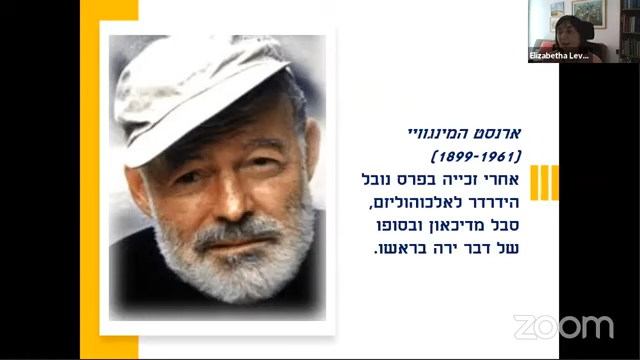 Elizabetha Lev...
ארנסט המינגוויי
(1899-1961)
אחרי זכייה בפרס נובל
הידרדר לאלכוהוליזם,
סבל מדיכאון ובסופו
של דבר ירה בראשו.
zoom